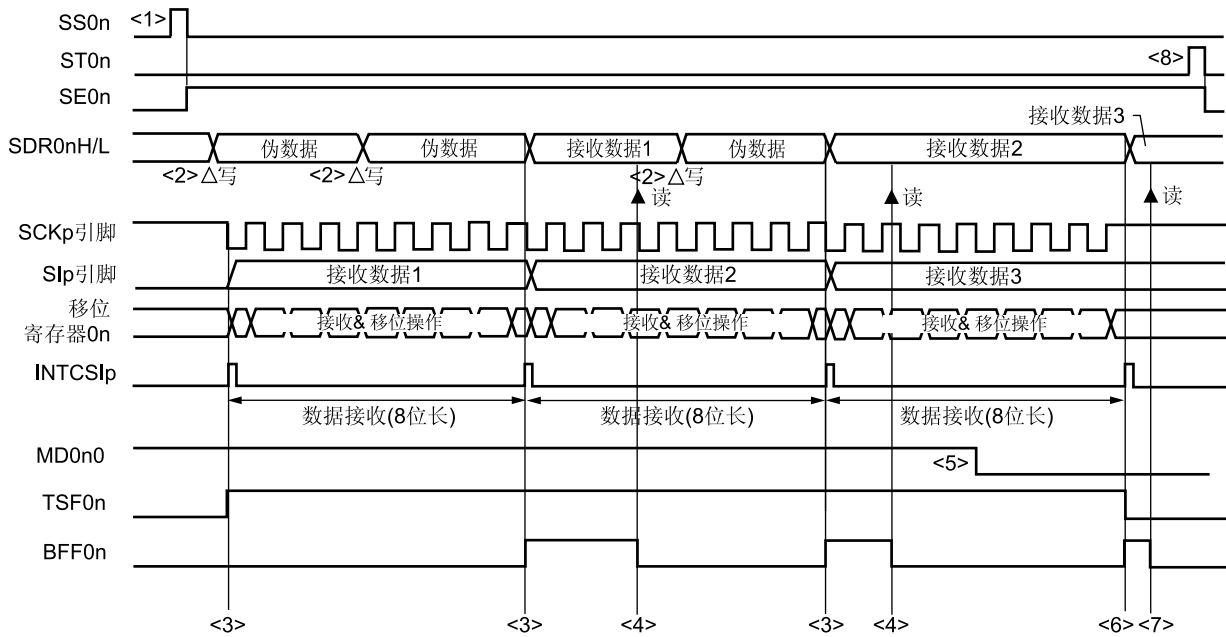 SS0n <1>
ST0n <8>
SE0n
接收数据3
SDR0nH/L 伪数据 伪数据 接收数据1 伪数据 接收数据2
<2>△写 <2>△写 <2>△写
读 读 读
SCKp引脚
SIp引脚 接收数据1 接收数据2 接收数据3
移位
寄存器0n 接收& 移位操作 接收& 移位操作 接收& 移位操作
INTCSIp
数据接收(8位长) 数据接收(8位长) 数据接收(8位长)
MD0n0 <5>
TSF0n
BFF0n
<3> <3> <4> <3> <4> <6> <7>